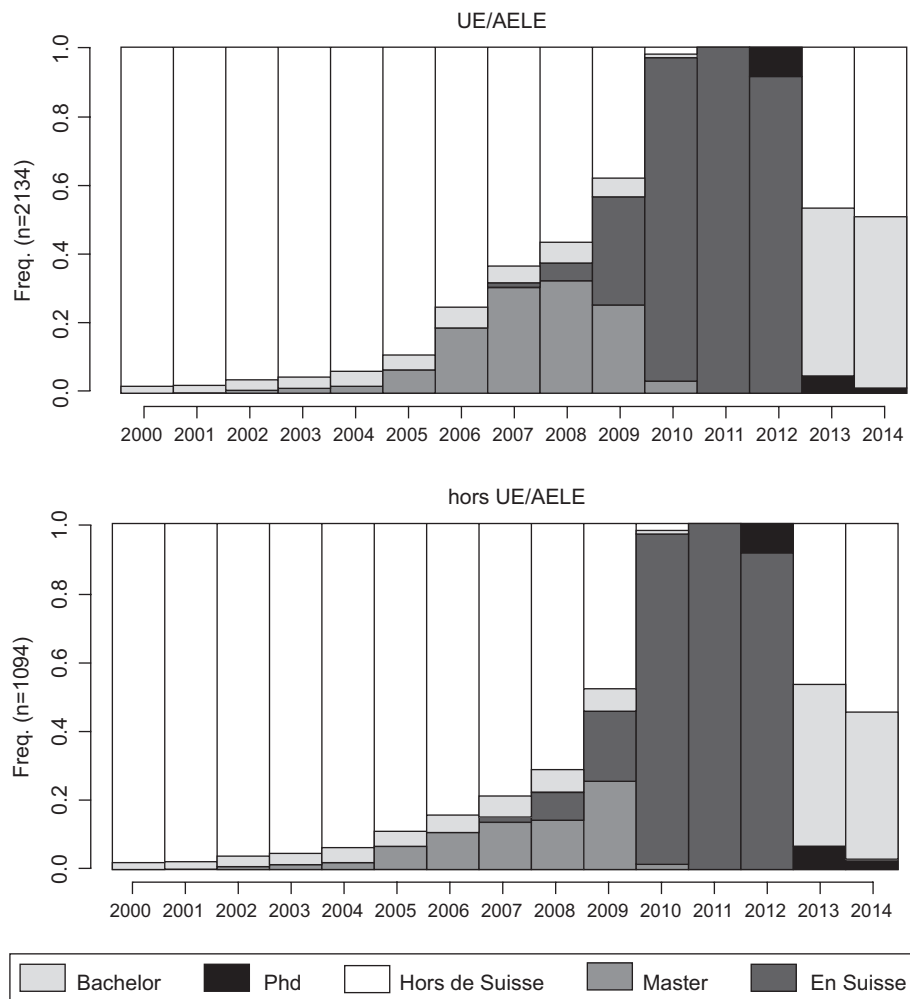 UE/AELE
Freq. (n=2134)
0.0 0.2 0.4 0.6 0.8 1.0
2000 2001 2002 2003 2004 2005 2006 2007 2008 2009 2010 2011 2012 2013 2014
hors UE/AELE
Freq. (n=1094)
0.0 0.2 0.4 0.6 0.8 1.0
2000 2001 2002 2003 2004 2005 2006 2007 2008 2009 2010 2011 2012 2013 2014
Bachelor Phd Hors de Suisse Master En Suisse